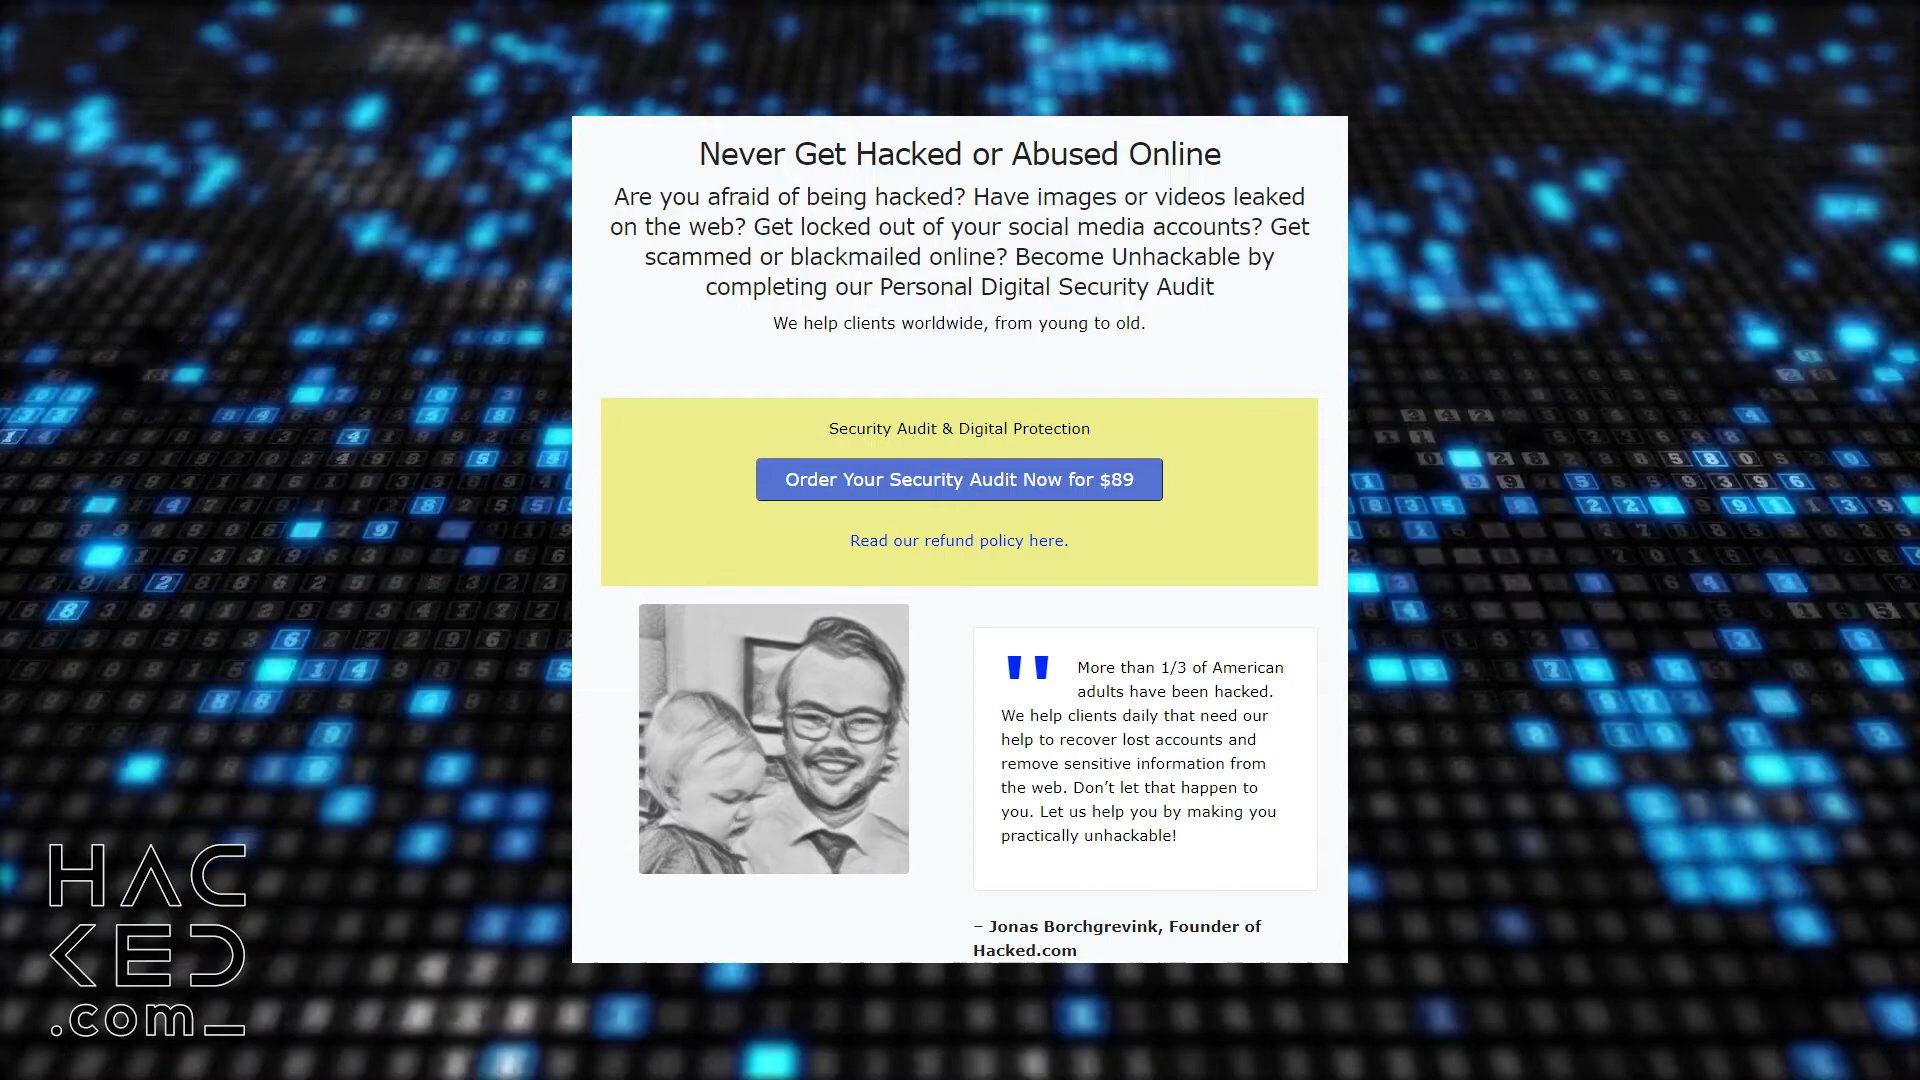 Never Get Hacked or Abused Online
Are you afraid of being hacked? Have images or videos leaked
on the web? Get locked out of your social media accounts? Get
scammed or blackmailed online? Become Unhackable by
completing our Personal Digital Security Audit
We help clients worldwide, from young to old.
Security Audit & Digital Protection
Order Your Security Audit Now for $89
Read our refund policy here.
" More than 1/3 of American
adults have been hacked.
We help clients daily that need our
help to recover lost accounts and
remove sensitive information from
the web. Don’t let that happen to
you. Let us help you by making you
practically unhackable!
– Jonas Borchgrevink, Founder of
Hacked.com
HAC
KED
.com_